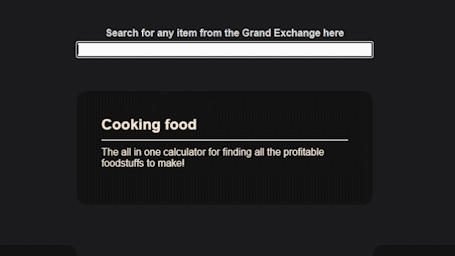 Search for any item from the Grand Exchange here
Cooking food
The all in one calculator for finding all the profitable
foodstuffs to make!